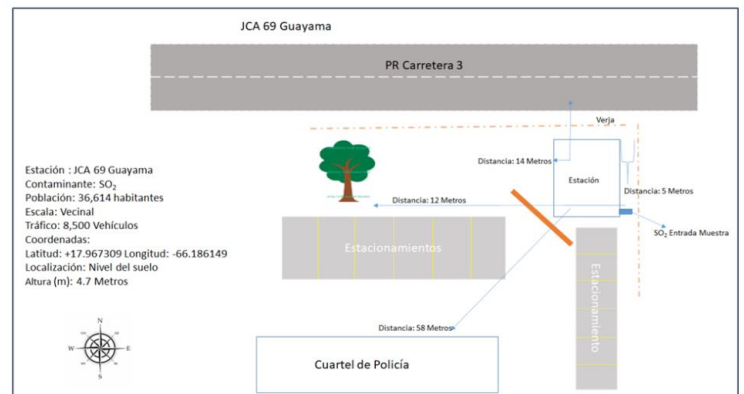 JCA 69 Guayama
PR Carretera 3
Verja
Distancia: 14 Metros
Estación
Distancia: 5 Metros
Distancia: 12 Metros
SO₂ Entrada Muestra
Estación : JCA 69 Guayama
Contaminante: SO₂
Población: 36,614 habitantes
Escala: Vecinal
Tráfico: 8,500 Vehículos
Coordenadas:
Latitud: +17.967309 Longitud: -66.186149
Localización: Nivel del suelo
Altura (m): 4.7 Metros
Estacionamientos
Estacionamiento
Distancia: 58 Metros
Cuartel de Policía
N
W
E
S